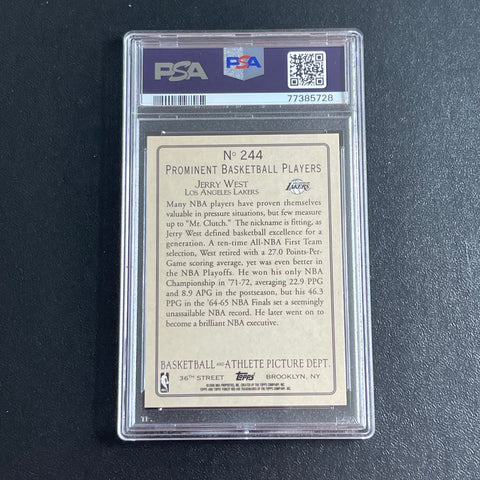 PSA
PSA
77385728
No 244
PROMINENT BASKETBALL PLAYERS
JERRY WEST
LOS ANGELES LAKERS
LAKERS
Many NBA players have proven themselves
valuable in pressure situations, but few measure
up to "Mr. Clutch." The nickname is fitting, as
Jerry West defined basketball excellence for a
generation. A ten-time All-NBA First Team
selection, West retired with a 27.0 Points-Per-
Game scoring average, yet was even better in
the NBA Playoffs. He won his only NBA
Championship in '71-72, averaging 22.9 PPG
and 8.9 APG in the postseason, but his 46.3
PPG in the '64-65 NBA Finals set a seemingly
unassailable NBA record. He later went on to
become a brilliant NBA executive.
BASKETBALL AND ATHLETE PICTURE DEPT.
36TH STREET Topps BROOKLYN, NY